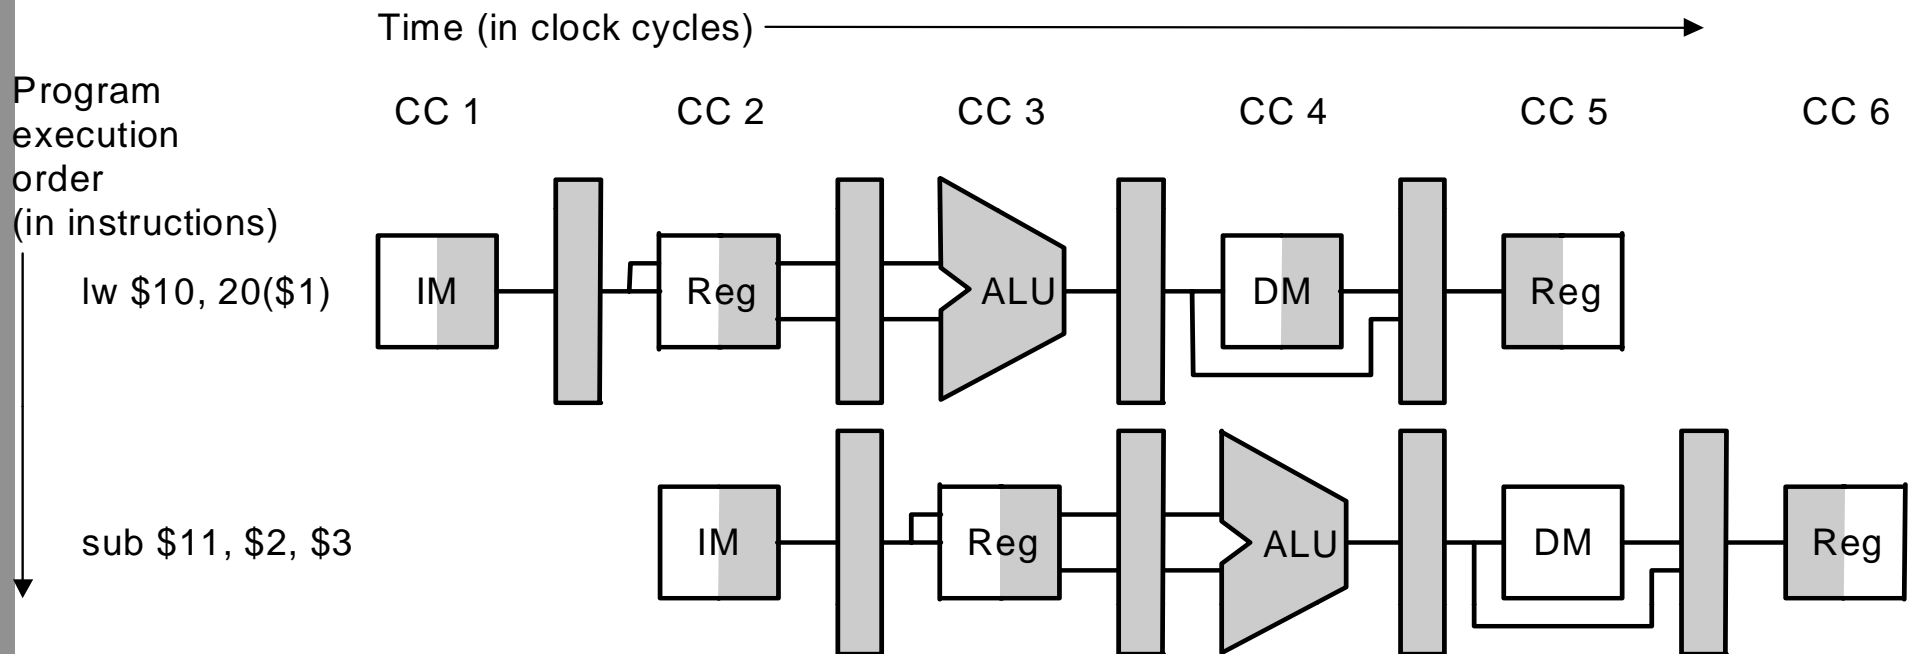 Time (in clock cycles)
Program
execution
order
(in instructions)
CC 1 CC 2 CC 3 CC 4 CC 5 CC 6
lw $10, 20($1) IM Reg ALU DM Reg
sub $11, $2, $3 IM Reg ALU DM Reg